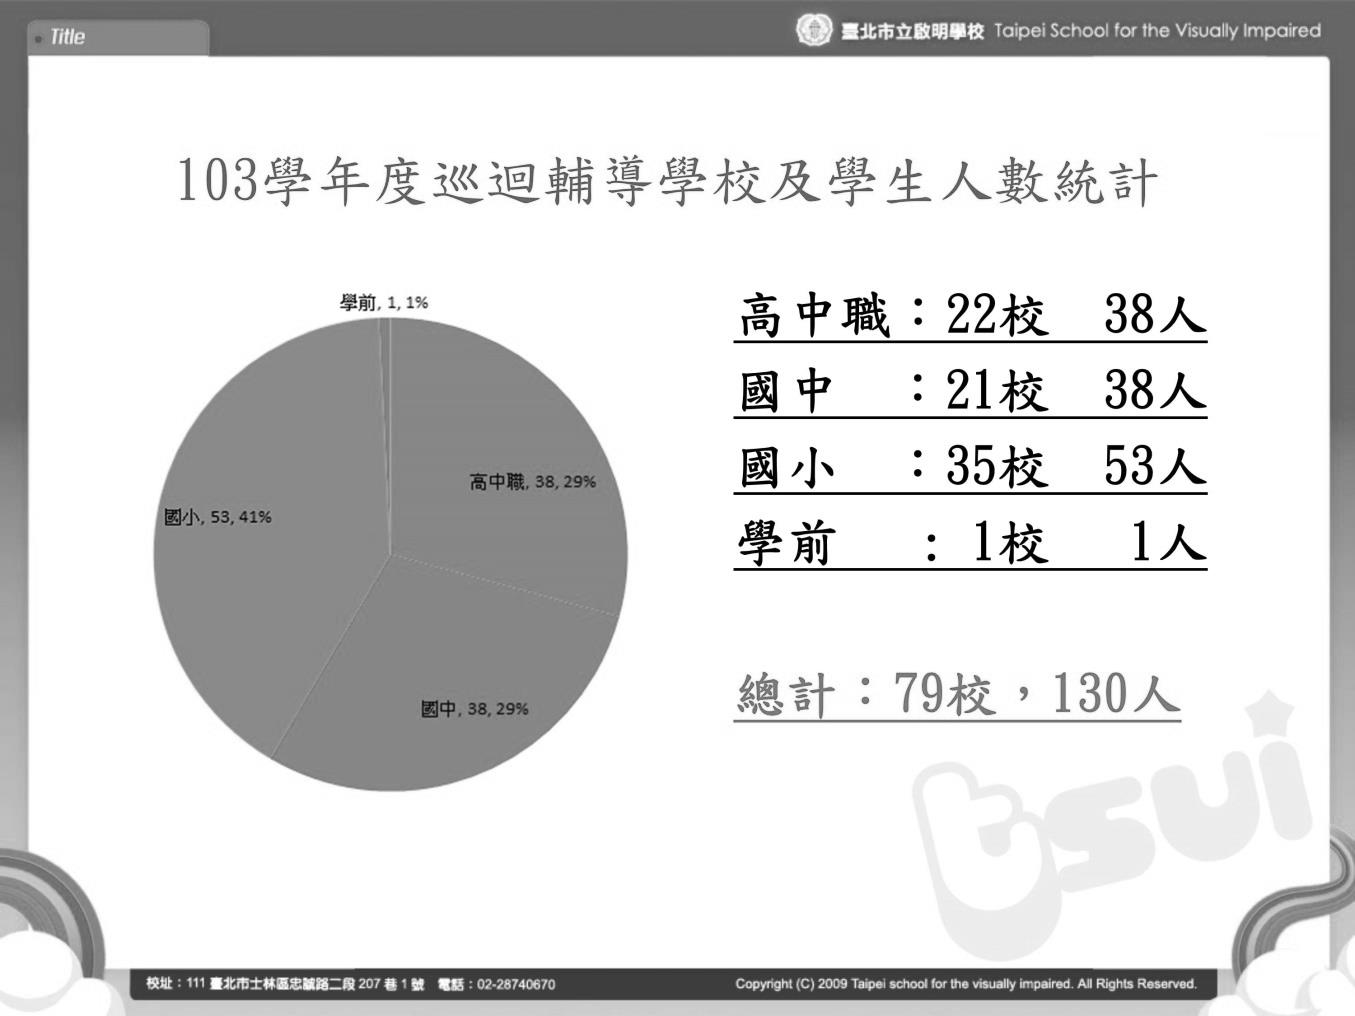 Title
臺北市立啟明學校 Taipei School for the Visually Impaired
103學年度巡迴輔導學校及學生人數統計
學前, 1, 1%
高中職, 38, 29%
國小, 53, 41%
國中, 38, 29%
高中職：22校 38人
國中 ：21校 38人
國小 ：35校 53人
學前 : 1校 1人
總計：79校，130人
tsvi
校址：111 臺北市士林區忠誠路二段 207 巷 1 號 電話：02-28740670
Copyright (C) 2009 Taipei school for the visually impaired. All Rights Reserved.